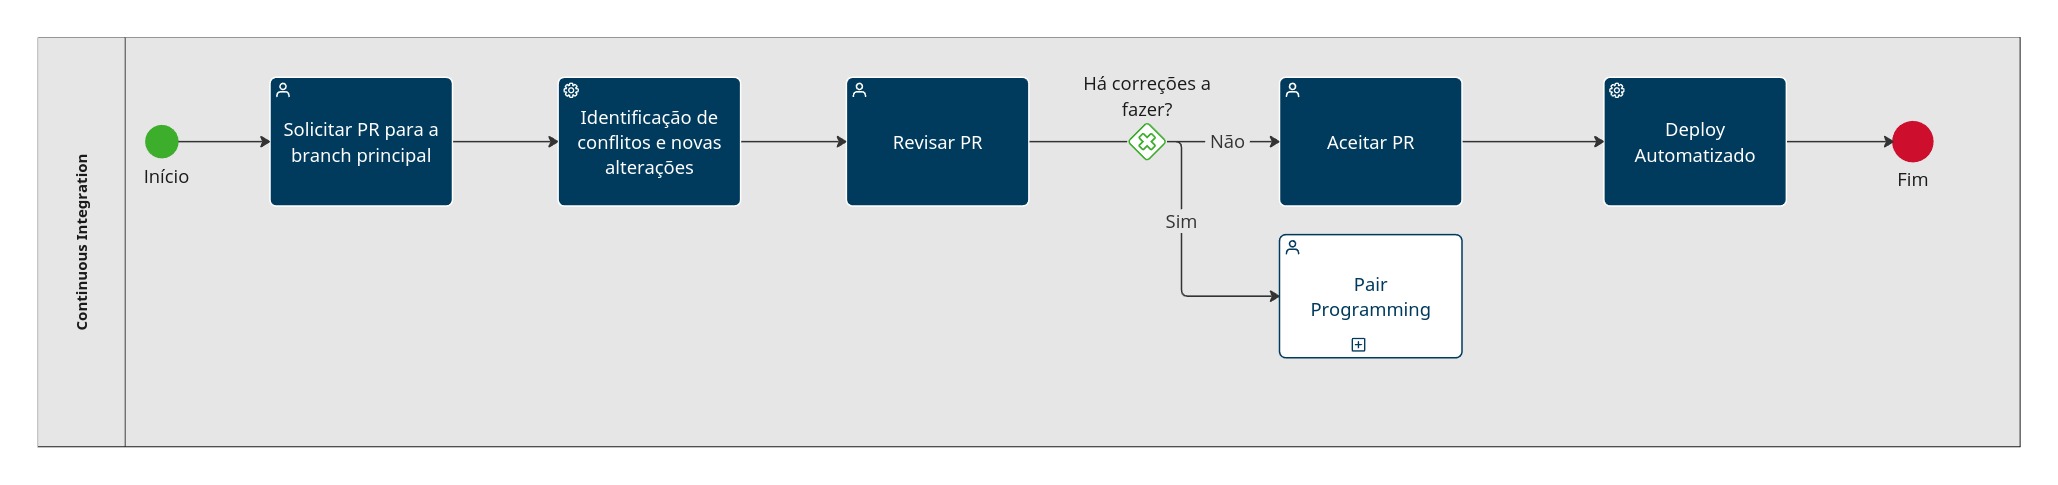 Continuous Integration
Início
Solicitar PR para a
branch principal
Identificação de
conflitos e novas
alterações
Revisar PR
Há correções a
fazer?
Não
Aceitar PR
Deploy
Automatizado
Fim
Sim
Pair
Programming